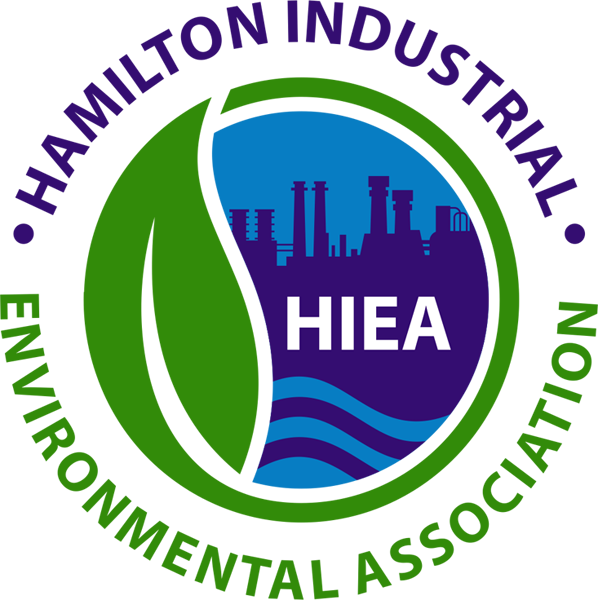 • HAMILTON INDUSTRIAL •
HIEA
ENVIRONMENTAL ASSOCIATION